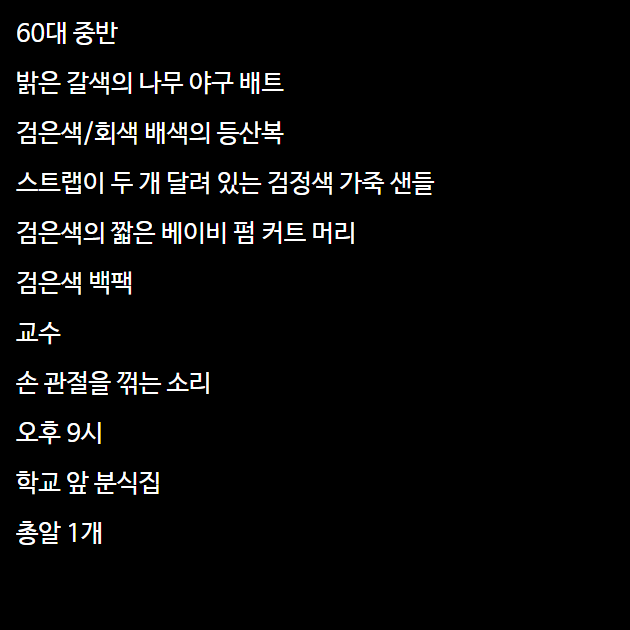 60대 중반
밝은 갈색의 나무 야구 배트
검은색/회색 배색의 등산복
스트랩이 두 개 달려 있는 검정색 가죽 샌들
검은색의 짧은 베이비 펌 커트 머리
검은색 백팩
교수
손 관절을 꺾는 소리
오후 9시
학교 앞 분식집
총알 1개